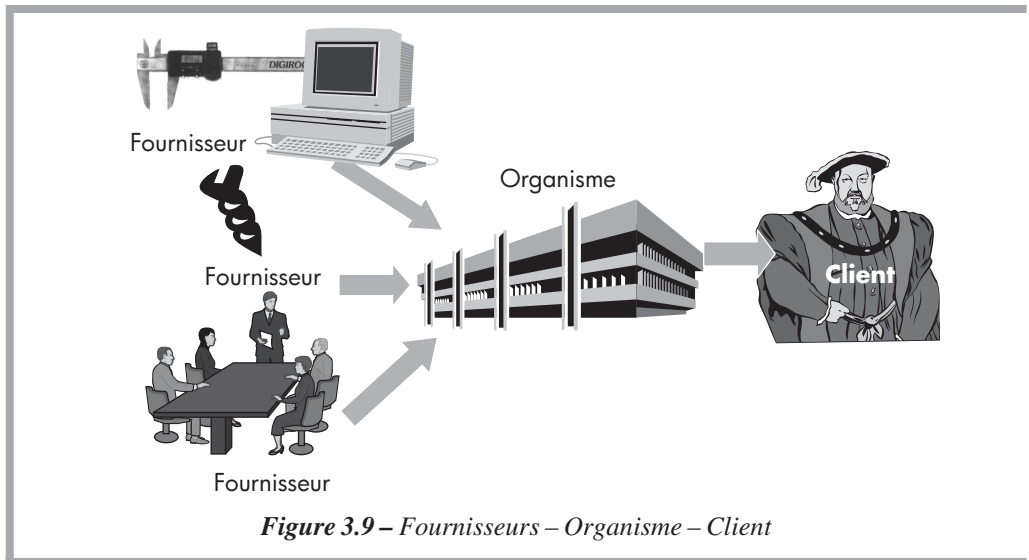 DIGIRO
Fournisseur
Organisme
Fournisseur
Client
Fournisseur
Figure 3.9 – Fournisseurs – Organisme – Client